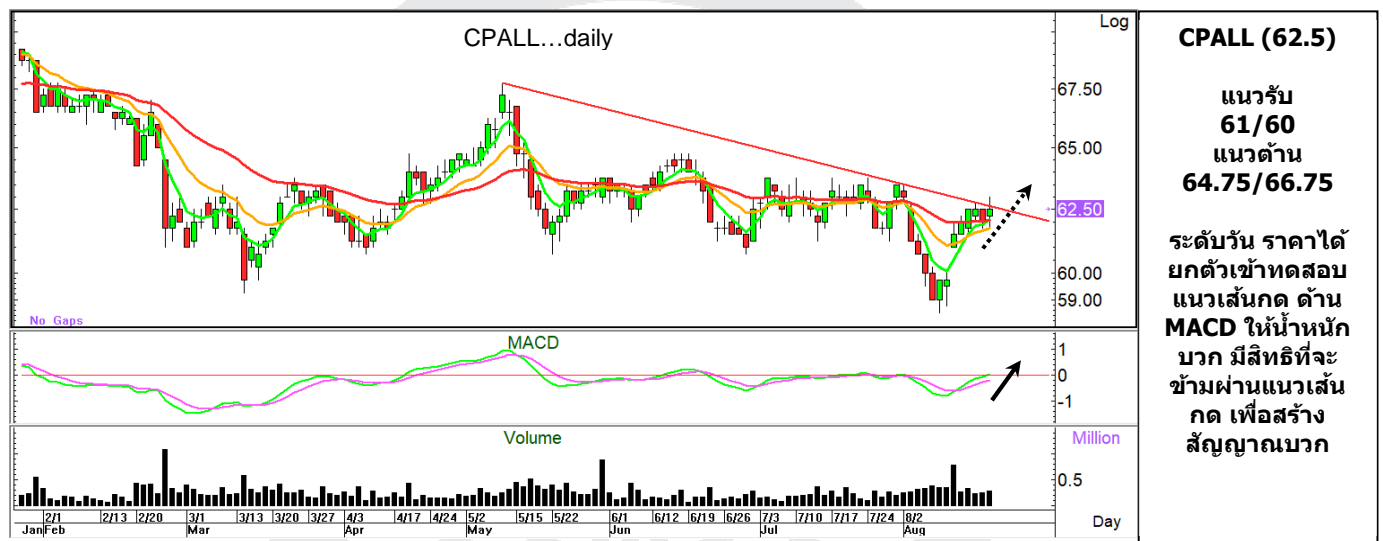 CPALL…daily
Log
67.50
65.00
62.50
60.00
59.00
No Gaps
MACD
1
0
-1
Volume
Million
0.5
2/1 2/13 2/20 3/1 3/13 3/20 3/27 4/3 4/17 4/24 5/2 5/15 5/22 6/1 6/12 6/19 6/26 7/3 7/10 7/17 7/24 8/2
Jan Feb Mar Apr May Jun Jul Aug
Day
CPALL (62.5)
แนวรับ
61/60
แนวต้าน
64.75/66.75
ระดับวัน ราคาได้
ยกตัวเข้าทดสอบ
แนวเส้นกด ด้าน
MACD ให้น้ำหนัก
บวก มีสิทธิที่จะ
ข้ามผ่านแนวเส้น
กด เพื่อสร้าง
สัญญาณบวก